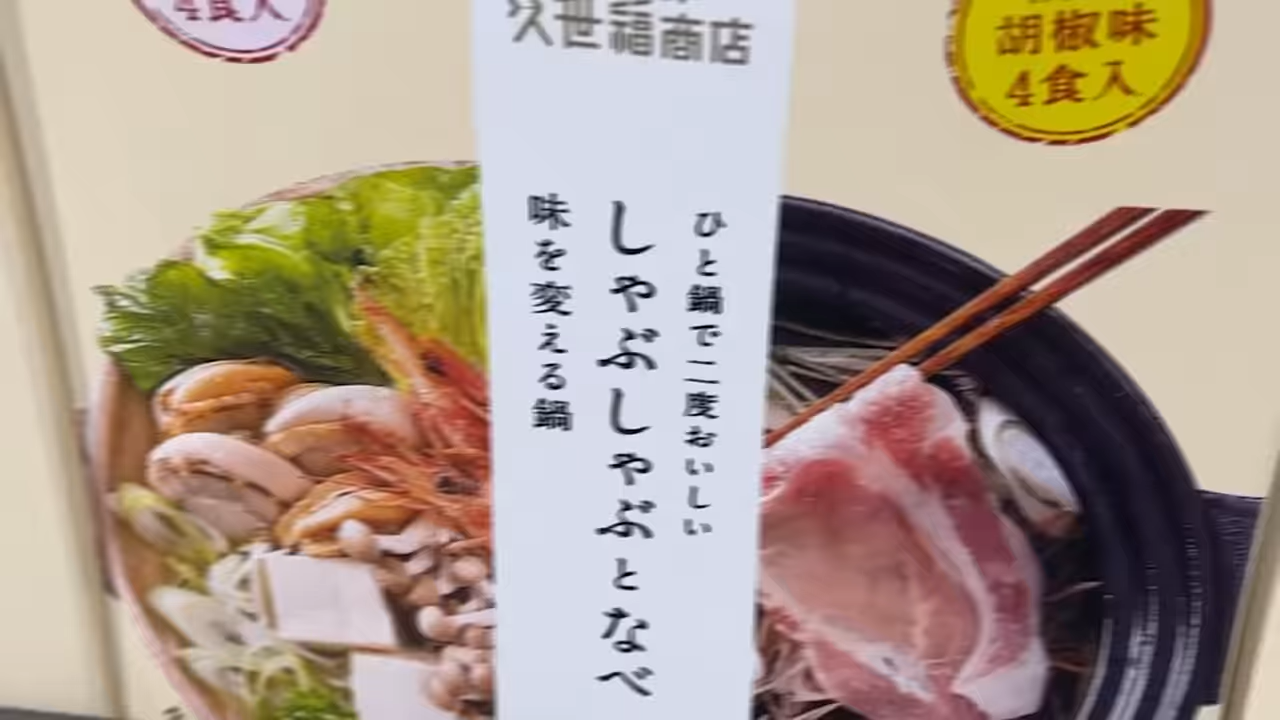 4食入
久世福商店
胡椒味
4食入
ひと鍋で二度おいしい
しゃぶしゃぶとなべ
味を変える鍋